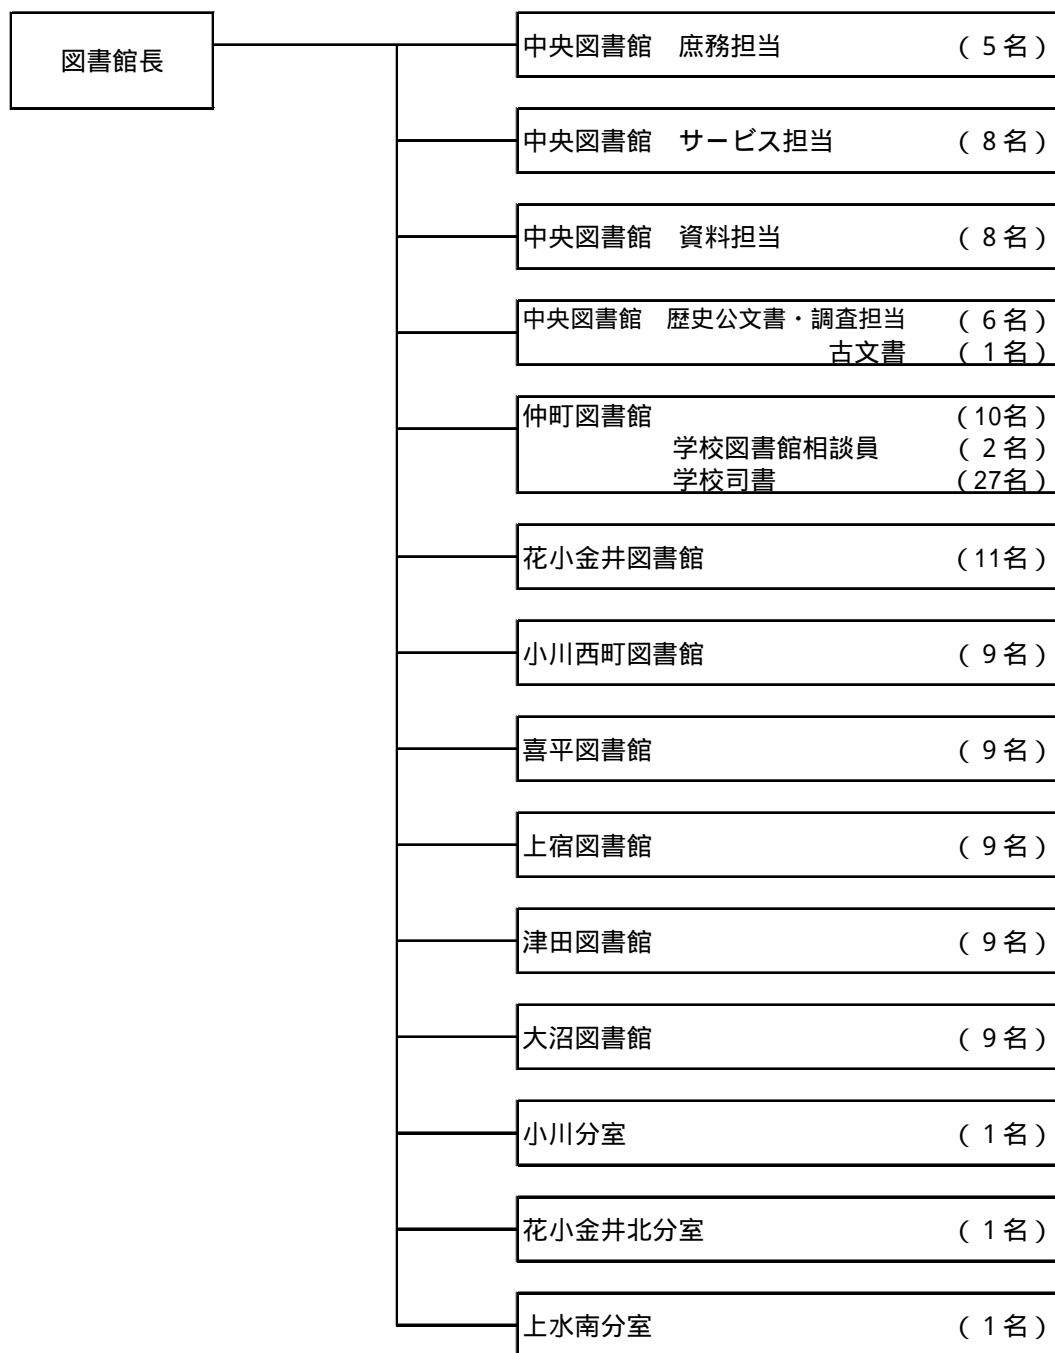 図書館長
中央図書館　庶務担当　（ 5 名 ）
中央図書館　サービス担当　（ 8 名 ）
中央図書館　資料担当　（ 8 名 ）
中央図書館　歴史公文書・調査担当　（ 6 名 ）
古文書　（ 1 名 ）
仲町図書館　（10名 ）
学校図書館相談員　（ 2 名 ）
学校司書　（27名 ）
花小金井図書館　（11名 ）
小川西町図書館　（ 9 名 ）
喜平図書館　（ 9 名 ）
上宿図書館　（ 9 名 ）
津田図書館　（ 9 名 ）
大沼図書館　（ 9 名 ）
小川分室　（ 1 名 ）
花小金井北分室　（ 1 名 ）
上水南分室　（ 1 名 ）